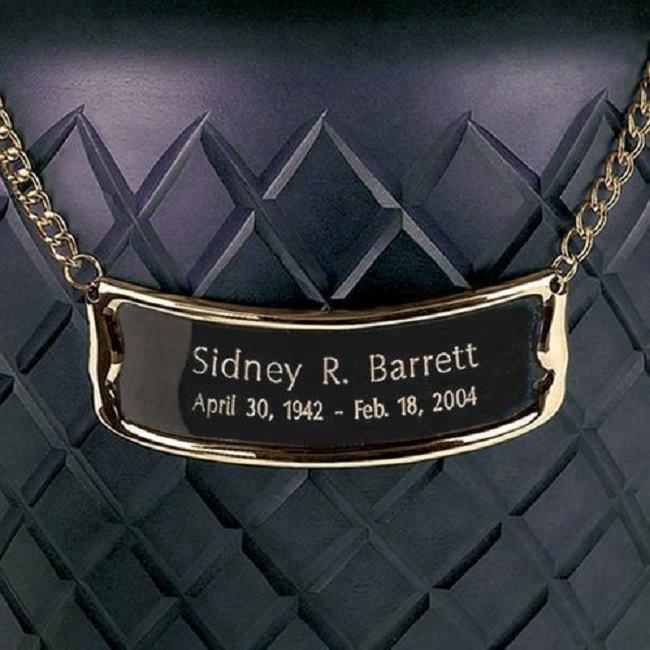 Sidney R. Barrett
April 30, 1942 - Feb. 18, 2004